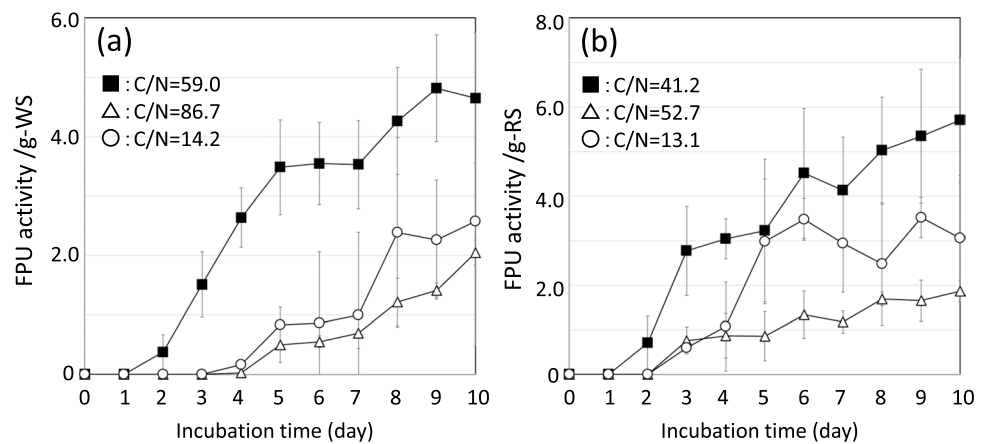 (a)
6.0
4.0
2.0
0
FPU activity /g-WS
■ : C/N=59.0
△ : C/N=86.7
○ : C/N=14.2
0 1 2 3 4 5 6 7 8 9 10
Incubation time (day)
(b)
8.0
6.0
4.0
2.0
0
FPU activity /g-RS
■ : C/N=41.2
△ : C/N=52.7
○ : C/N=13.1
0 1 2 3 4 5 6 7 8 9 10
Incubation time (day)